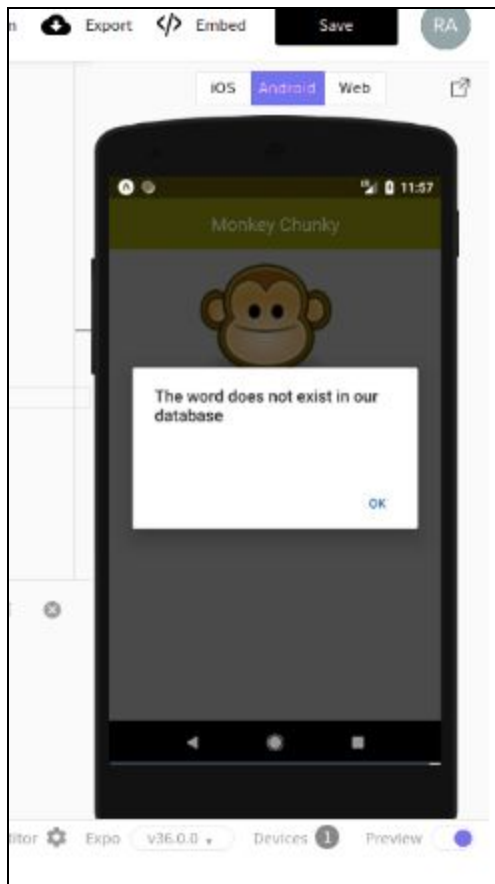 Export </> Embed Save RA
iOS Android Web
11:57
Monkey Chunky
The word does not exist in our
database
OK
Expo v36.0.0 Devices 1 Preview